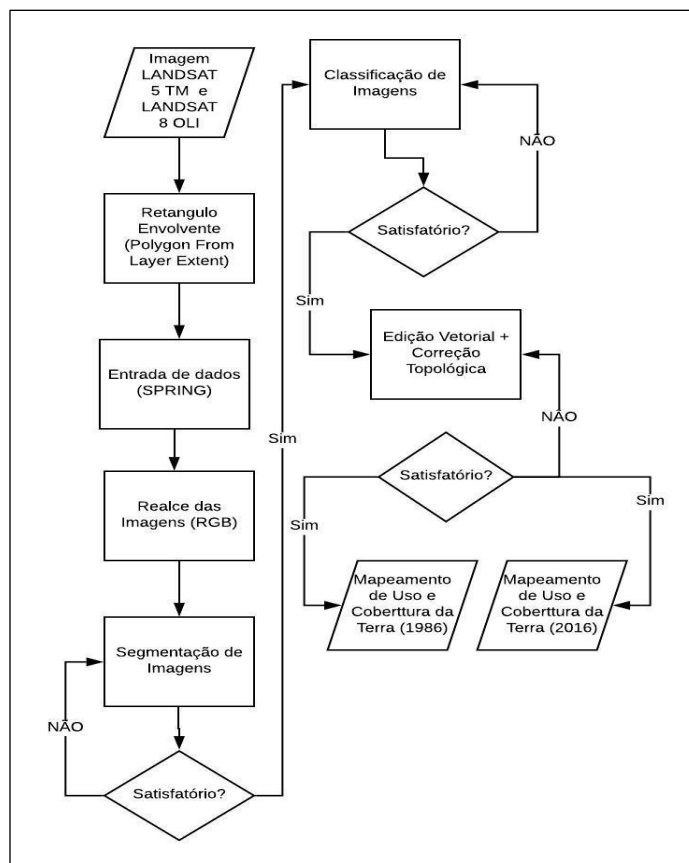 Imagem
LANDSAT
5 TM e
LANDSAT
8 OLI
Retangulo
Envolvente
(Polygon From
Layer Extent)
Entrada de dados
(SPRING)
Realce das
Imagens (RGB)
Segmentação de
Imagens
NÃO
Satisfatório?
Sim
Classificação de
Imagens
NÃO
Satisfatório?
Sim
Edição Vetorial +
Correção
Topológica
NÃO
Satisfatório?
Sim
Sim
Mapeamento
de Uso e
Coberttura da
Terra (1986)
Mapeamento
de Uso e
Coberttura da
Terra (2016)